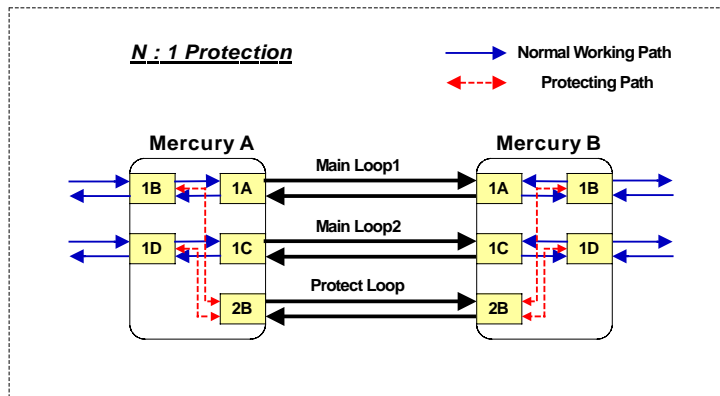 N : 1 Protection
Normal Working Path
Protecting Path
Mercury A
Mercury B
Main Loop1
1B
1A
1A
1B
Main Loop2
1D
1C
1C
1D
Protect Loop
2B
2B